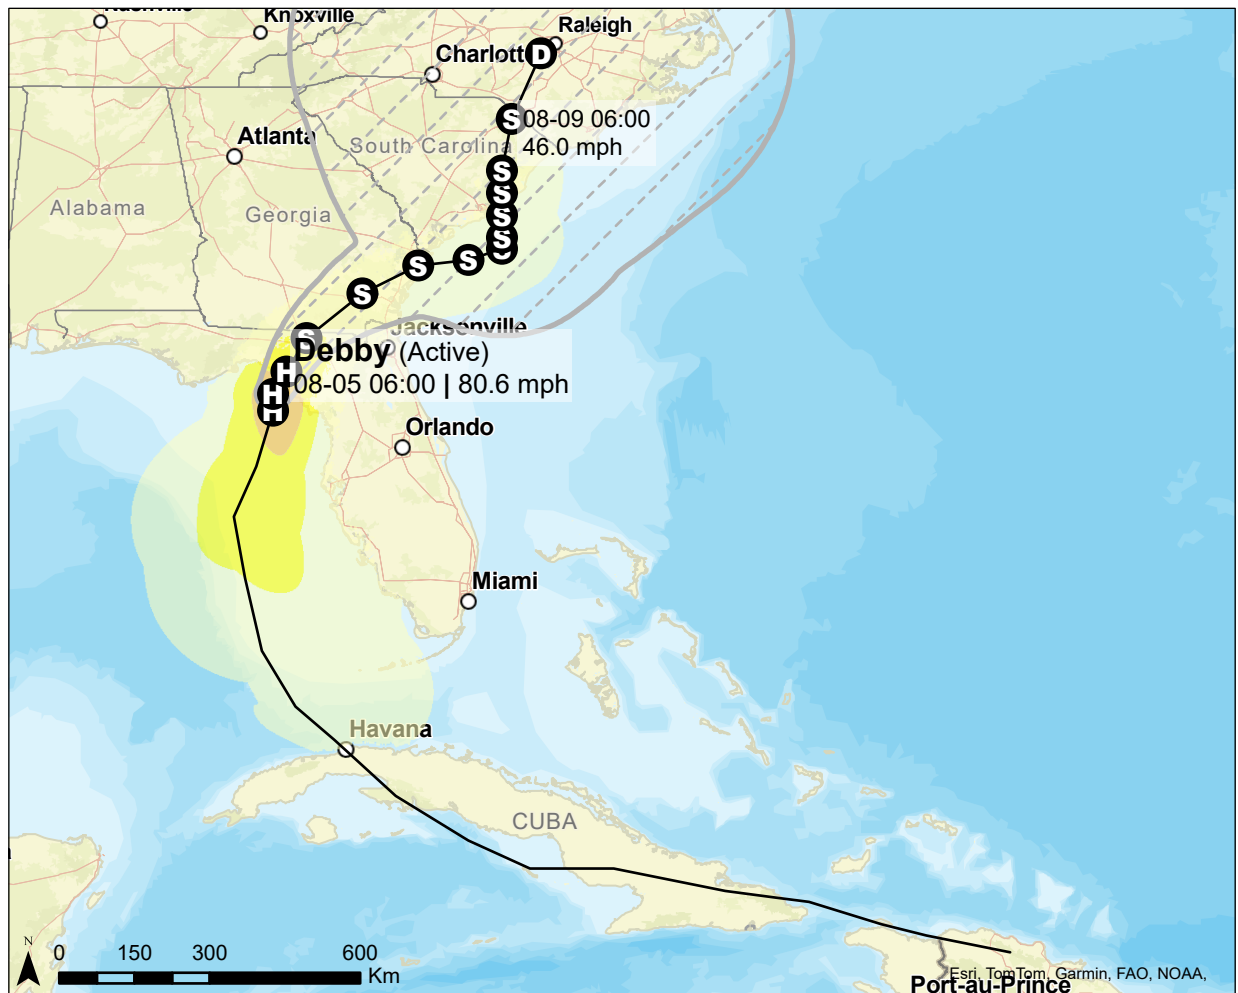 Nashville
Knoxville
Raleigh
Charlott
D
S
08-09 06:00
46.0 mph
Atlanta
South Carolina
S
S
Alabama
Georgia
S
S
S
S
S
S
S
Jacksonville
Debby (Active)
H
08-05 06:00 | 80.6 mph
H
H
Orlando
Miami
Havana
CUBA
N
0 150 300 600
Km
Esri, TomTom, Garmin, FAO, NOAA,
Port-au-Prince